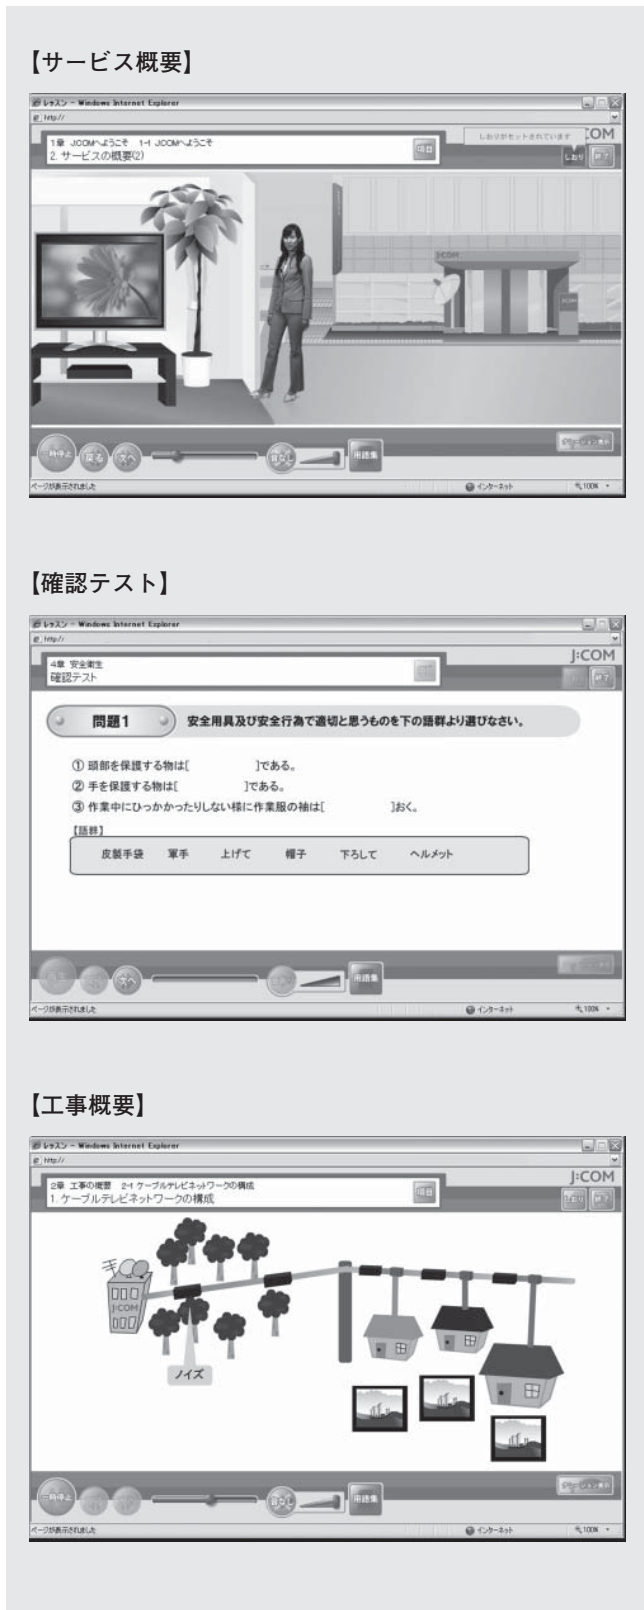 【サービス概要】
レッスン - Windows Internet Explorer
http://
1章 JCOMへようこそ 1-1 JCOMへようこそ
2. サービスの概要(2)
項目
しおりがセットされています
COM
しおり
終了
J:COM
J:COM
一時停止
戻る
次へ
音なし
用語集
ページが表示されました
インターネット
100%
【確認テスト】
レッスン - Windows Internet Explorer
http://
4章 安全衛生
確認テスト
J:COM
終了
問題1
安全用具及び安全行為で適切と思うものを下の語群より選びなさい。
① 頭部を保護する物は[ ]である。
② 手を保護する物は[ ]である。
③ 作業中にひっかかったりしない様に作業服の袖は[ ]おく。
【語群】
皮製手袋 軍手 上げて 帽子 下ろして ヘルメット
次へ
用語集
ページが表示されました
インターネット
100%
【工事概要】
レッスン - Windows Internet Explorer
http://
2章 工事の概要 2-1 ケーブルテレビネットワークの構成
1. ケーブルテレビネットワークの構成
項目
J:COM
しおり
終了
J:COM
ノイズ
一時停止
音なし
用語集
ページが表示されました
インターネット
100%